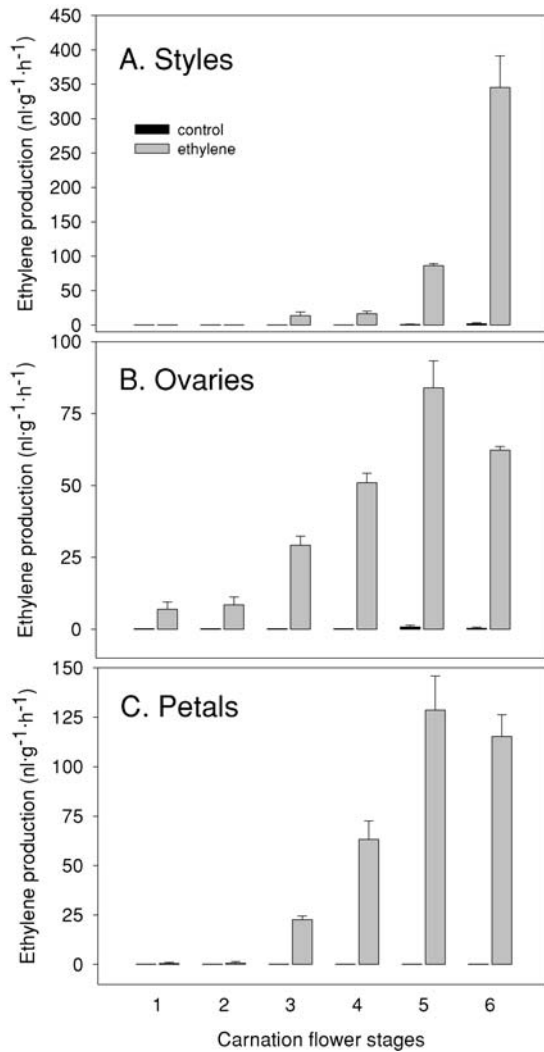 A. Styles
control
ethylene
Ethylene production (nl·g⁻¹·h⁻¹)
450
400
350
300
250
200
150
100
50
0
B. Ovaries
Ethylene production (nl·g⁻¹·h⁻¹)
100
75
50
25
0
C. Petals
Ethylene production (nl·g⁻¹·h⁻¹)
150
125
100
75
50
25
0
1 2 3 4 5 6
Carnation flower stages